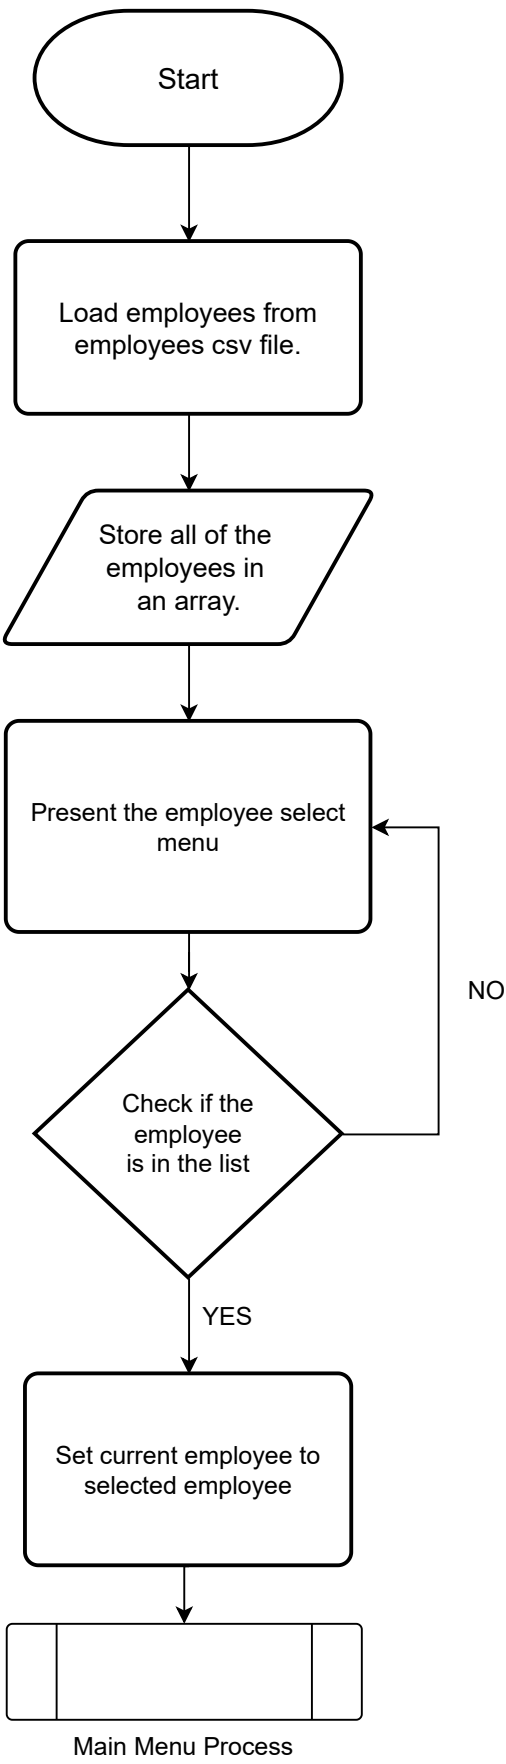 Start
Load employees from
employees csv file.
Store all of the
employees in
an array.
Present the employee select
menu
NO
Check if the
employee
is in the list
YES
Set current employee to
selected employee
Main Menu Process